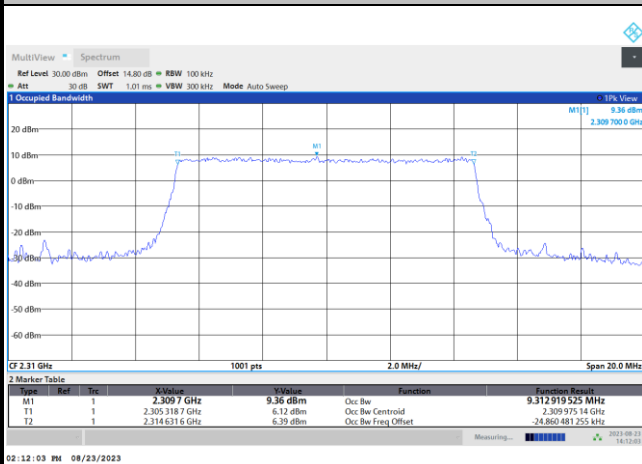 MultiView Spectrum
Ref Level 30.00 dBm Offset 14.80 dB RBW 100 kHz
Att 30 dB SWT 1.01 ms VBW 300 kHz Mode Auto Sweep
1 Occupied Bandwidth 1Pk View
M1[1] 9.36 dBm
2.309 700 0 GHz
M1
T1 T2
20 dBm
10 dBm
0 dBm
-10 dBm
-20 dBm
-30 dBm
-40 dBm
-50 dBm
-60 dBm
CF 2.31 GHz 1001 pts 2.0 MHz/ Span 20.0 MHz
2 Marker Table
Type Ref Trc X-Value Y-Value Function Function Result
M1 1 2.309 7 GHz 9.36 dBm Occ Bw 9.312 919 525 MHz
T1 1 2.305 318 7 GHz 6.12 dBm Occ Bw Centroid 2.309 975 14 GHz
T2 1 2.314 631 6 GHz 6.39 dBm Occ Bw Freq Offset -24.860 481 255 kHz
Measuring... 2023-08-23
14:12:03
02:12:03 PM 08/23/2023